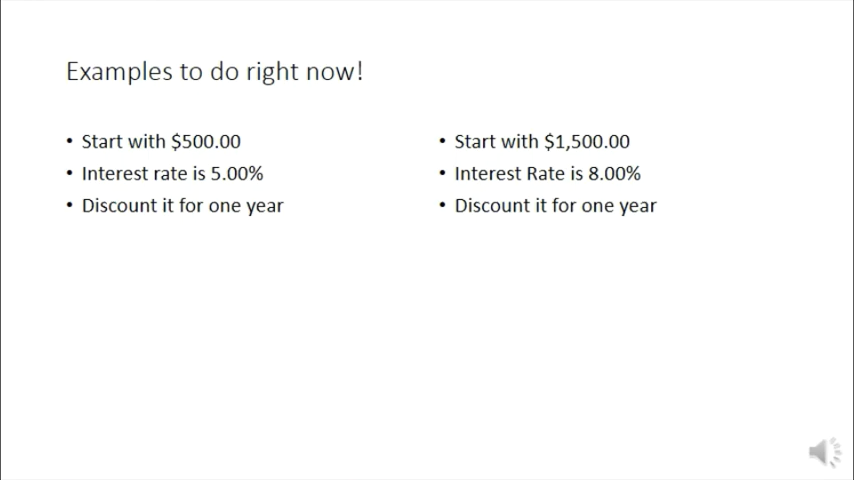 Examples to do right now!
• Start with $500.00
• Interest rate is 5.00%
• Discount it for one year
• Start with $1,500.00
• Interest Rate is 8.00%
• Discount it for one year